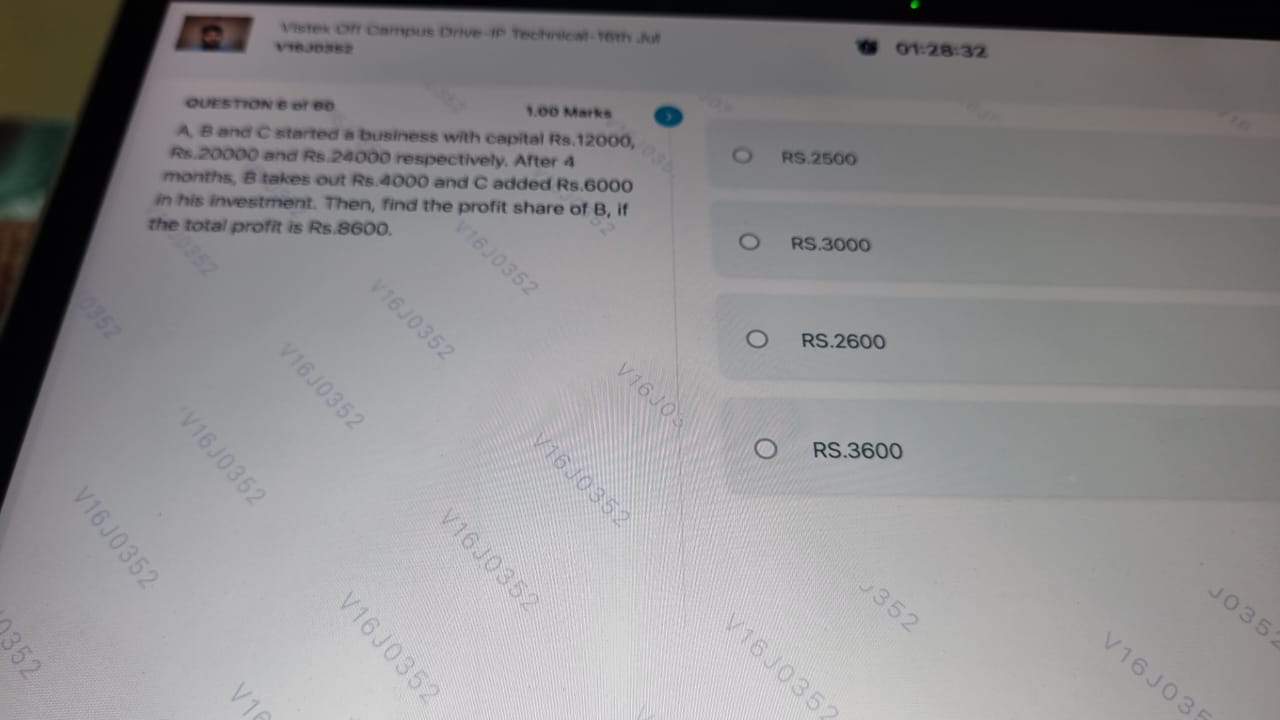 Vistex Off Campus Drive-IP Technical-16th Jul
V16J0352
01:28:32
QUESTION 6 of 60
1.00 Marks
A, B and C started a business with capital Rs.12000,
Rs.20000 and Rs.24000 respectively. After 4
months, B takes out Rs.4000 and C added Rs.6000
in his investment. Then, find the profit share of B, if
the total profit is Rs.8600.
RS.2500
RS.3000
RS.2600
RS.3600
V16J0352
V16J0352
V16J0352
V16J0352
V16J0352
V16J0352
V16J0352
V16J0352
V16J0352